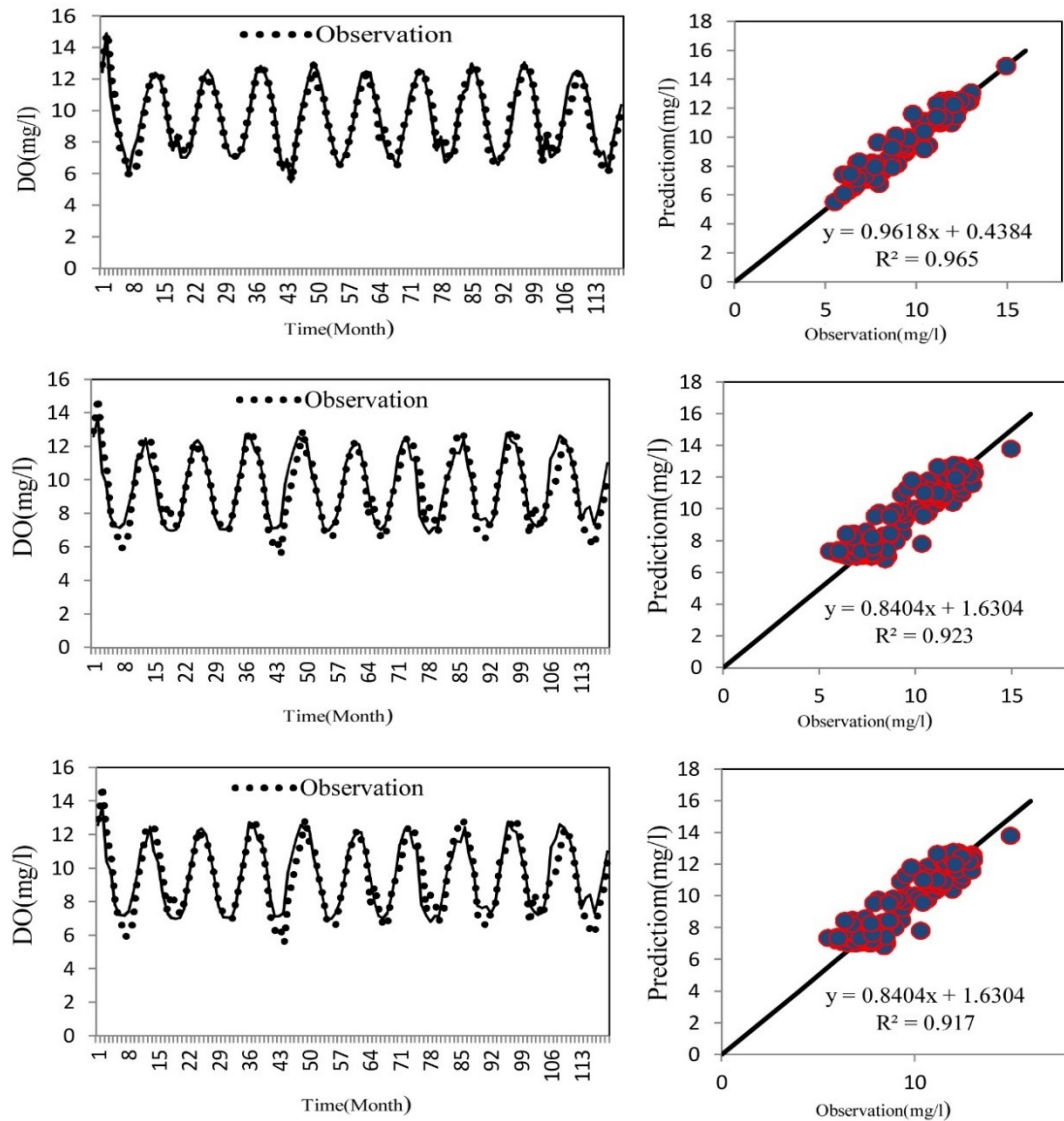 16
14
12
10
8
6
4
2
0
DO(mg/l)
Observation
1 8 15 22 29 36 43 50 57 64 71 78 85 92 99 106 113
Time(Month)
18
16
14
12
10
8
6
4
2
0
Predictiom(mg/l)
y = 0.9618x + 0.4384
R² = 0.965
0 5 10 15
Observation(mg/l)
16
14
12
10
8
6
4
2
0
DO(mg/l)
Observation
1 8 15 22 29 36 43 50 57 64 71 78 85 92 99 106 113
Time(Month)
18
16
14
12
10
8
6
4
2
0
Predictiom(mg/l)
y = 0.8404x + 1.6304
R² = 0.923
0 5 10 15
Observation(mg/l)
16
14
12
10
8
6
4
2
0
DO(mg/l)
Observation
1 8 15 22 29 36 43 50 57 64 71 78 85 92 99 106 113
Time(Month)
18
16
14
12
10
8
6
4
2
0
Predictiom(mg/l)
y = 0.8404x + 1.6304
R² = 0.917
0 10
Observation(mg/l)